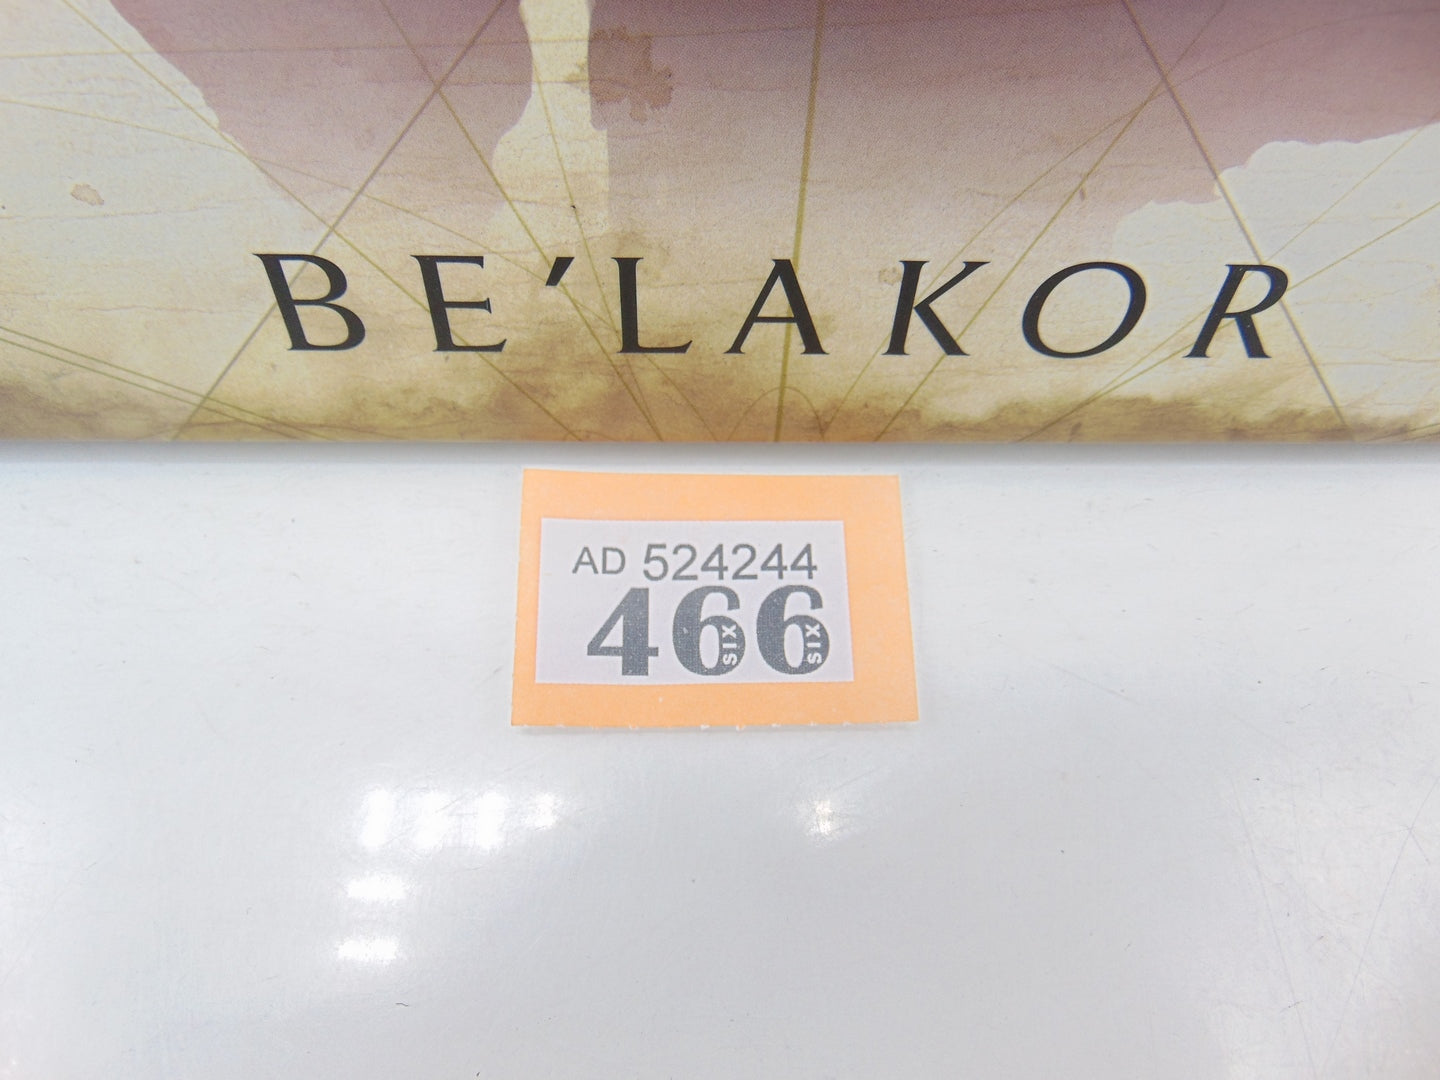 BE'LAKOR
AD 524244
466
SIX SIX